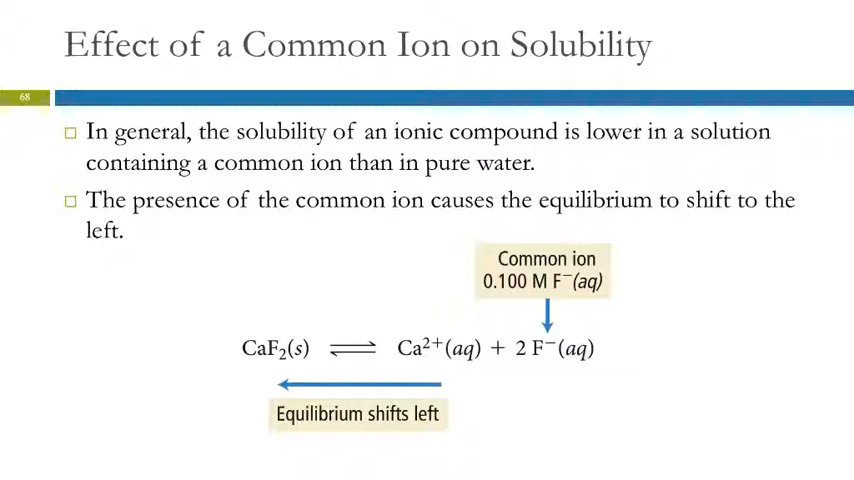 Effect of a Common Ion on Solubility
68
In general, the solubility of an ionic compound is lower in a solution
containing a common ion than in pure water.
The presence of the common ion causes the equilibrium to shift to the
left.
Common ion
0.100 M F⁻(aq)
CaF₂(s) ⇌ Ca²⁺(aq) + 2 F⁻(aq)
Equilibrium shifts left